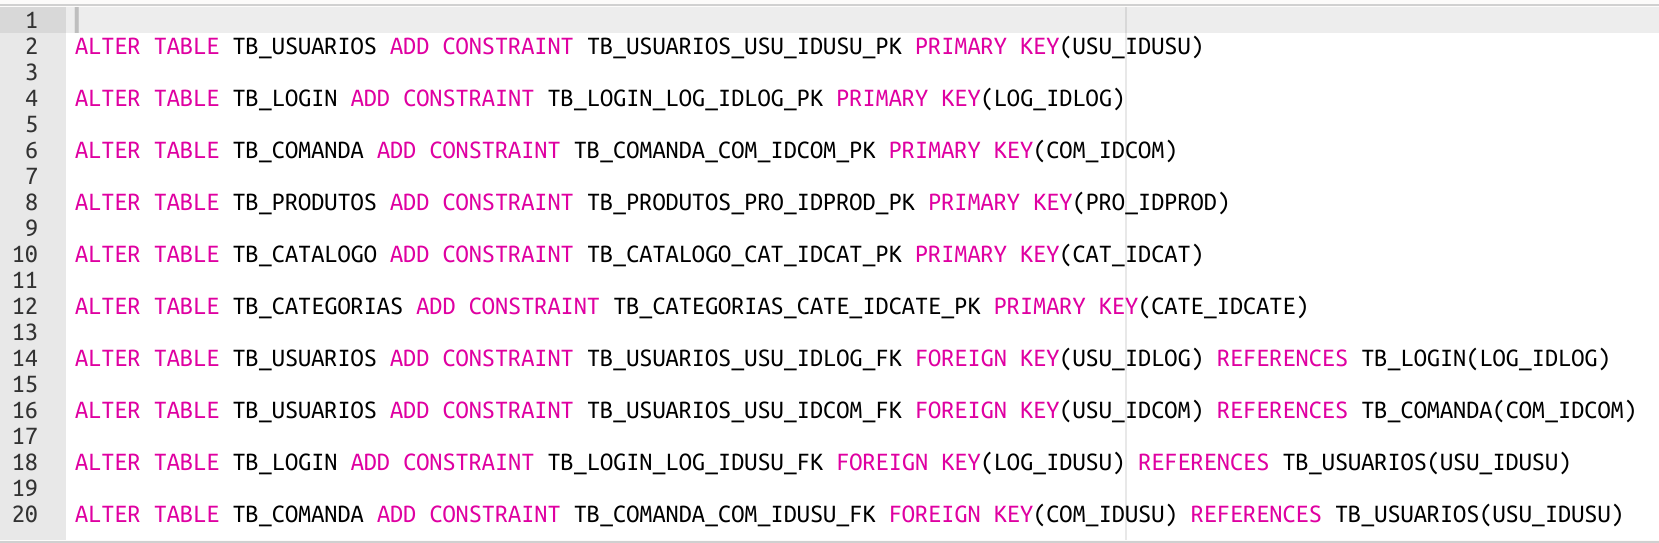 1
2 ALTER TABLE TB_USUARIOS ADD CONSTRAINT TB_USUARIOS_USU_IDUSU_PK PRIMARY KEY(USU_IDUSU)
3
4 ALTER TABLE TB_LOGIN ADD CONSTRAINT TB_LOGIN_LOG_IDLOG_PK PRIMARY KEY(LOG_IDLOG)
5
6 ALTER TABLE TB_COMANDA ADD CONSTRAINT TB_COMANDA_COM_IDCOM_PK PRIMARY KEY(COM_IDCOM)
7
8 ALTER TABLE TB_PRODUTOS ADD CONSTRAINT TB_PRODUTOS_PRO_IDPROD_PK PRIMARY KEY(PRO_IDPROD)
9
10 ALTER TABLE TB_CATALOGO ADD CONSTRAINT TB_CATALOGO_CAT_IDCAT_PK PRIMARY KEY(CAT_IDCAT)
11
12 ALTER TABLE TB_CATEGORIAS ADD CONSTRAINT TB_CATEGORIAS_CATE_IDCATE_PK PRIMARY KEY(CATE_IDCATE)
13
14 ALTER TABLE TB_USUARIOS ADD CONSTRAINT TB_USUARIOS_USU_IDLOG_FK FOREIGN KEY(USU_IDLOG) REFERENCES TB_LOGIN(LOG_IDLOG)
15
16 ALTER TABLE TB_USUARIOS ADD CONSTRAINT TB_USUARIOS_USU_IDCOM_FK FOREIGN KEY(USU_IDCOM) REFERENCES TB_COMANDA(COM_IDCOM)
17
18 ALTER TABLE TB_LOGIN ADD CONSTRAINT TB_LOGIN_LOG_IDUSU_FK FOREIGN KEY(LOG_IDUSU) REFERENCES TB_USUARIOS(USU_IDUSU)
19
20 ALTER TABLE TB_COMANDA ADD CONSTRAINT TB_COMANDA_COM_IDUSU_FK FOREIGN KEY(COM_IDUSU) REFERENCES TB_USUARIOS(USU_IDUSU)